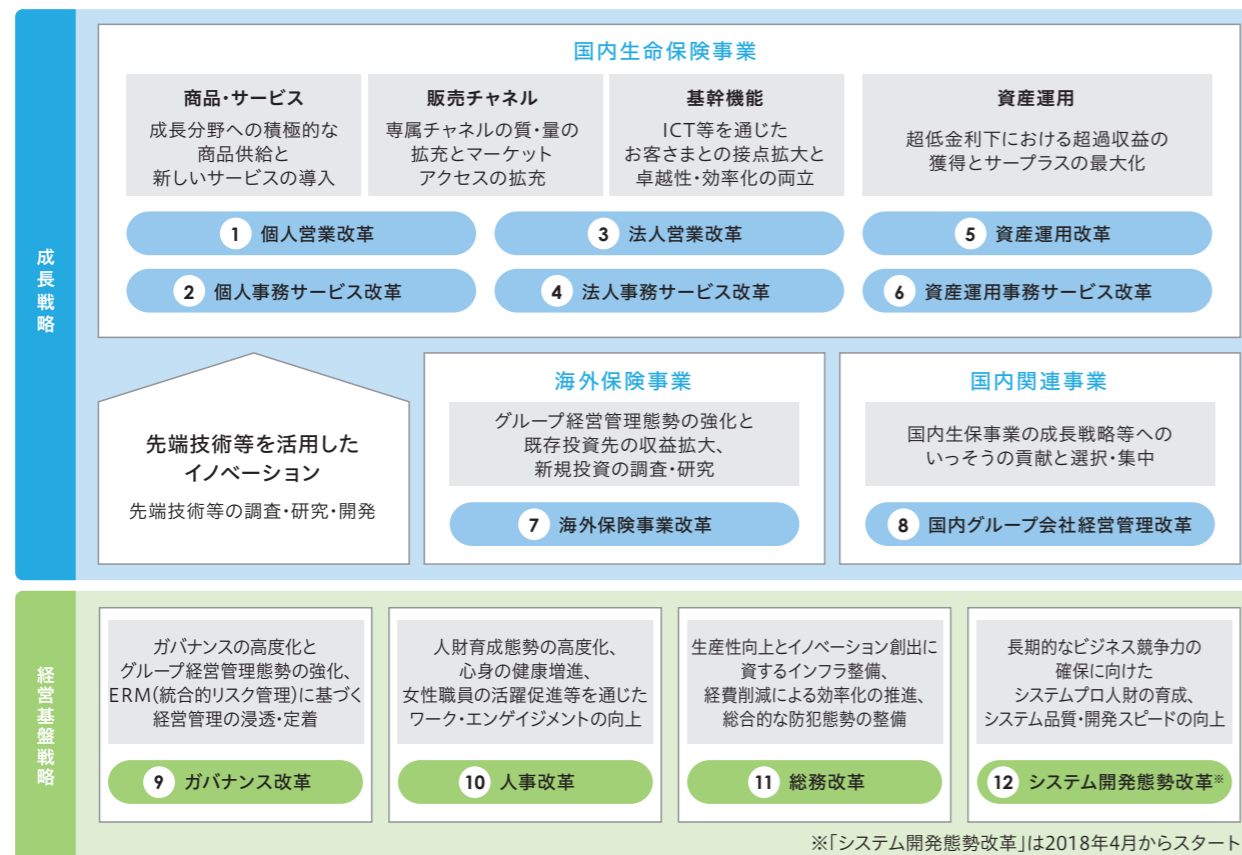 成長戦略
国内生命保険事業
商品・サービス
成長分野への積極的な
商品供給と
新しいサービスの導入
販売チャネル
専属チャネルの質・量の
拡充とマーケット
アクセスの拡充
基幹機能
ICT等を通じた
お客さまとの接点拡大と
卓越性・効率化の両立
資産運用
超低金利下における超過収益の
獲得とサープラスの最大化
1 個人営業改革
3 法人営業改革
5 資産運用改革
2 個人事務サービス改革
4 法人事務サービス改革
6 資産運用事務サービス改革
先端技術等を活用した
イノベーション
先端技術等の調査・研究・開発
海外保険事業
グループ経営管理態勢の強化と
既存投資先の収益拡大、
新規投資の調査・研究
7 海外保険事業改革
国内関連事業
国内生保事業の成長戦略等への
いっそうの貢献と選択・集中
8 国内グループ会社経営管理改革
経営基盤戦略
ガバナンスの高度化と
グループ経営管理態勢の強化、
ERM(統合的リスク管理)に基づく
経営管理の浸透・定着
9 ガバナンス改革
人財育成態勢の高度化、
心身の健康増進、
女性職員の活躍促進等を通じた
ワーク・エンゲイジメントの向上
10 人事改革
生産性向上とイノベーション創出に
資するインフラ整備、
経費削減による効率化の推進、
総合的な防犯態勢の整備
11 総務改革
長期的なビジネス競争力の
確保に向けた
システムプロ人財の育成、
システム品質・開発スピードの向上
12 システム開発態勢改革※
※「システム開発態勢改革」は2018年4月からスタート